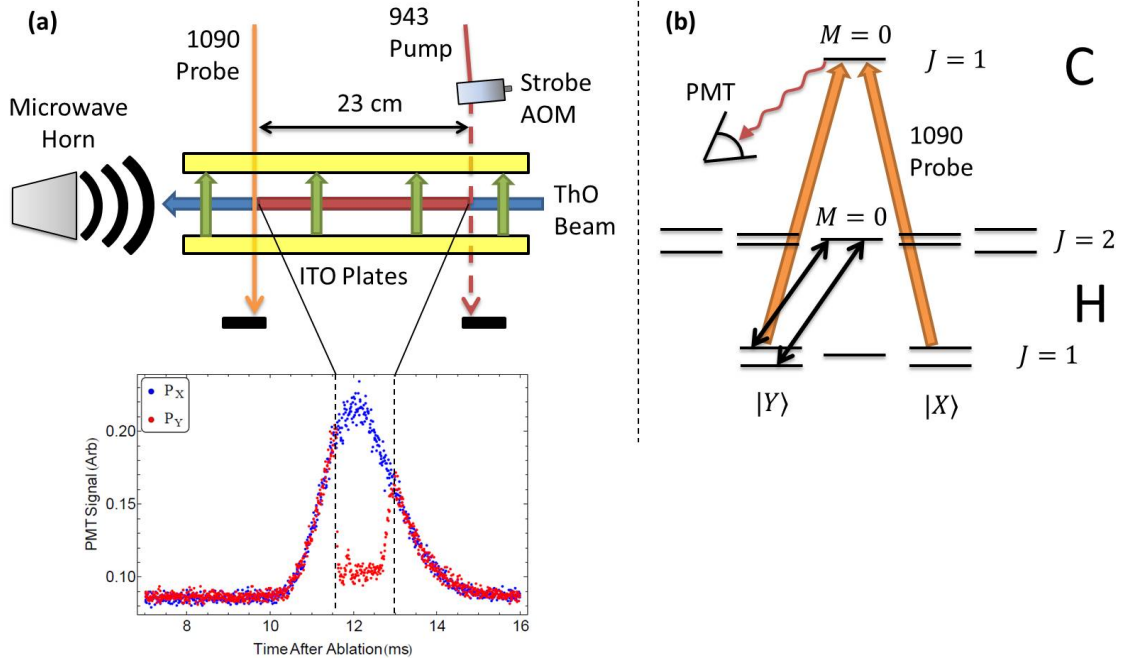 (a)
1090
Probe
943
Pump
Strobe
AOM
23 cm
Microwave
Horn
ThO
Beam
ITO Plates
P_X
P_Y
PMT Signal (Arb)
0.20
0.15
0.10
8
10
12
14
16
Time After Ablation (ms)
(b)
M = 0
J = 1
C
PMT
1090
Probe
M = 0
J = 2
H
J = 1
|Y⟩
|X⟩